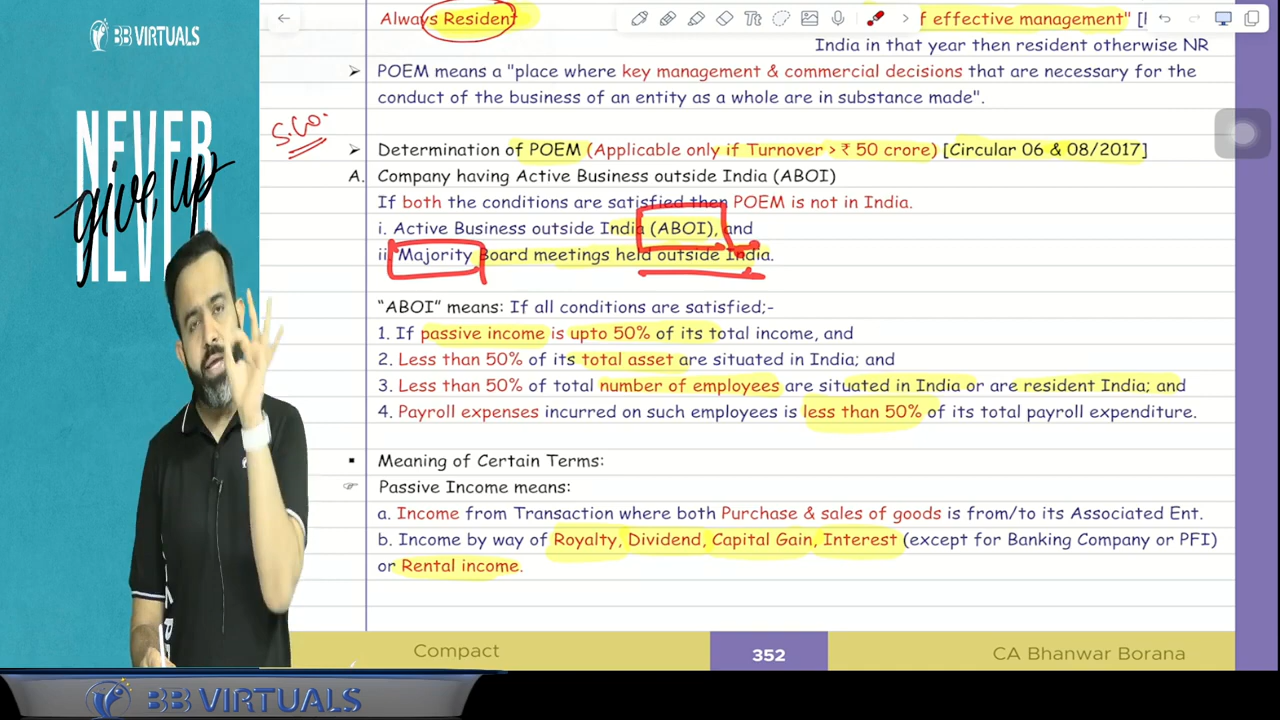 BB VIRTUALS
NEVER
give up
NEVER
Always Resident
f effective management" [
India in that year then resident otherwise NR
➢ POEM means a "place where key management & commercial decisions that are necessary for the
conduct of the business of an entity as a whole are in substance made".
S.Co.
➢ Determination of POEM (Applicable only if Turnover > ₹ 50 crore) [Circular 06 & 08/2017]
A. Company having Active Business outside India (ABOI)
If both the conditions are satisfied then POEM is not in India.
i. Active Business outside India (ABOI), and
ii. Majority Board meetings held outside India.
“ABOI” means: If all conditions are satisfied;-
1. If passive income is upto 50% of its total income, and
2. Less than 50% of its total asset are situated in India; and
3. Less than 50% of total number of employees are situated in India or are resident India; and
4. Payroll expenses incurred on such employees is less than 50% of its total payroll expenditure.
▪ Meaning of Certain Terms:
☞ Passive Income means:
a. Income from Transaction where both Purchase & sales of goods is from/to its Associated Ent.
b. Income by way of Royalty, Dividend, Capital Gain, Interest (except for Banking Company or PFI)
or Rental income.
Compact 352 CA Bhanwar Borana
BB VIRTUALS